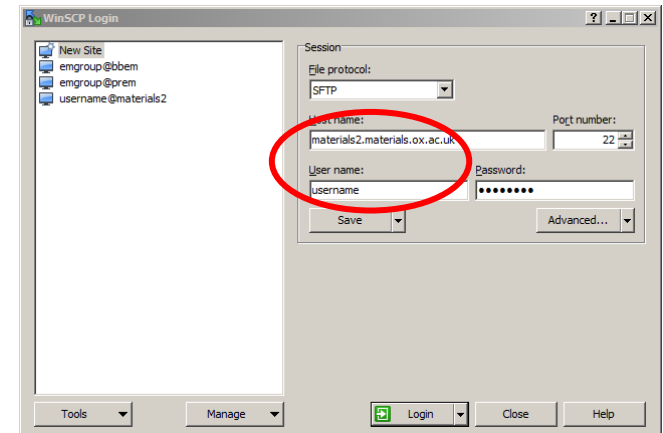 WinSCP Login
New Site
emgroup@bbem
emgroup@prem
username@materials2
Session
File protocol:
SFTP
Host name:
Port number:
materials2.materials.ox.ac.uk
22
User name:
Password:
username
••••••••
Save
Advanced...
Tools
Manage
Login
Close
Help